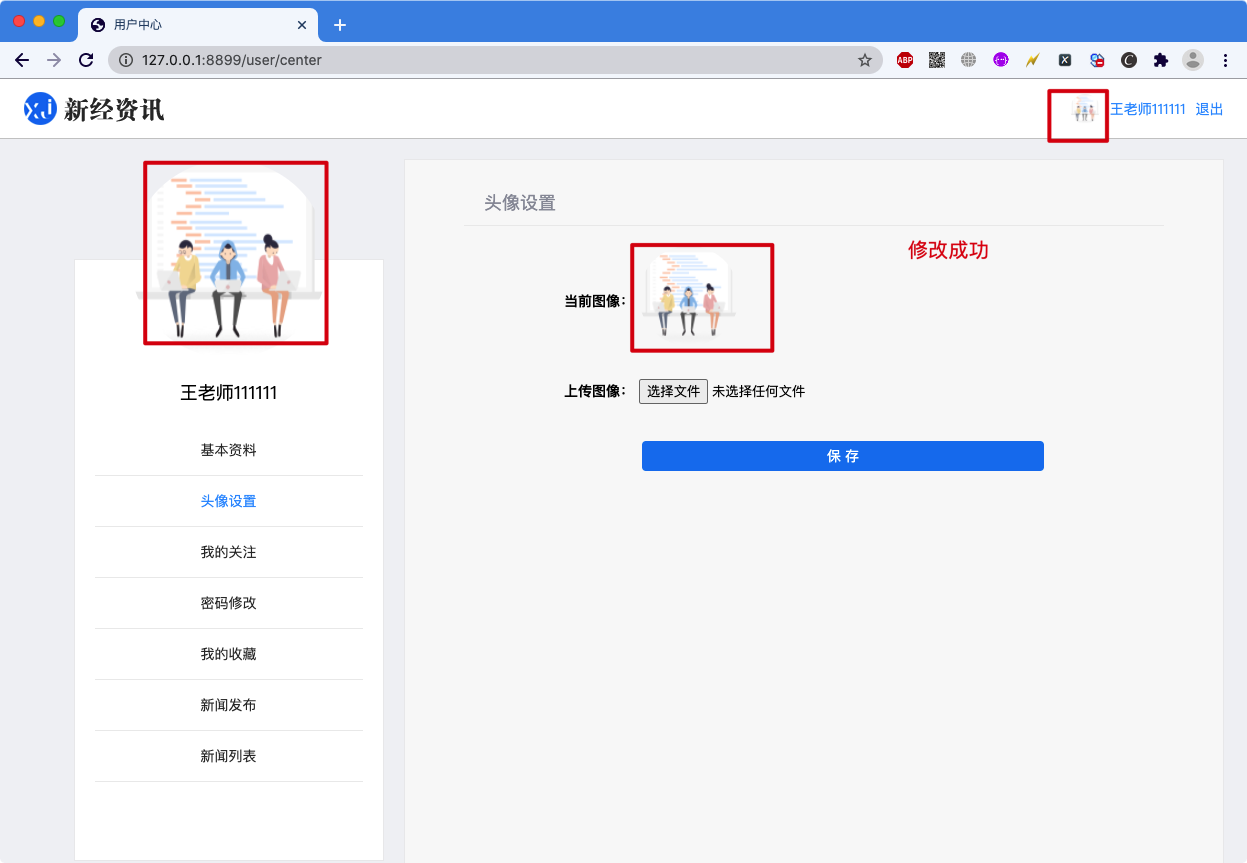 用户中心
127.0.0.1:8899/user/center
ABP
新经资讯
王老师111111 退出
头像设置
修改成功
当前图像:
上传图像: 选择文件 未选择任何文件
保 存
王老师111111
基本资料
头像设置
我的关注
密码修改
我的收藏
新闻发布
新闻列表